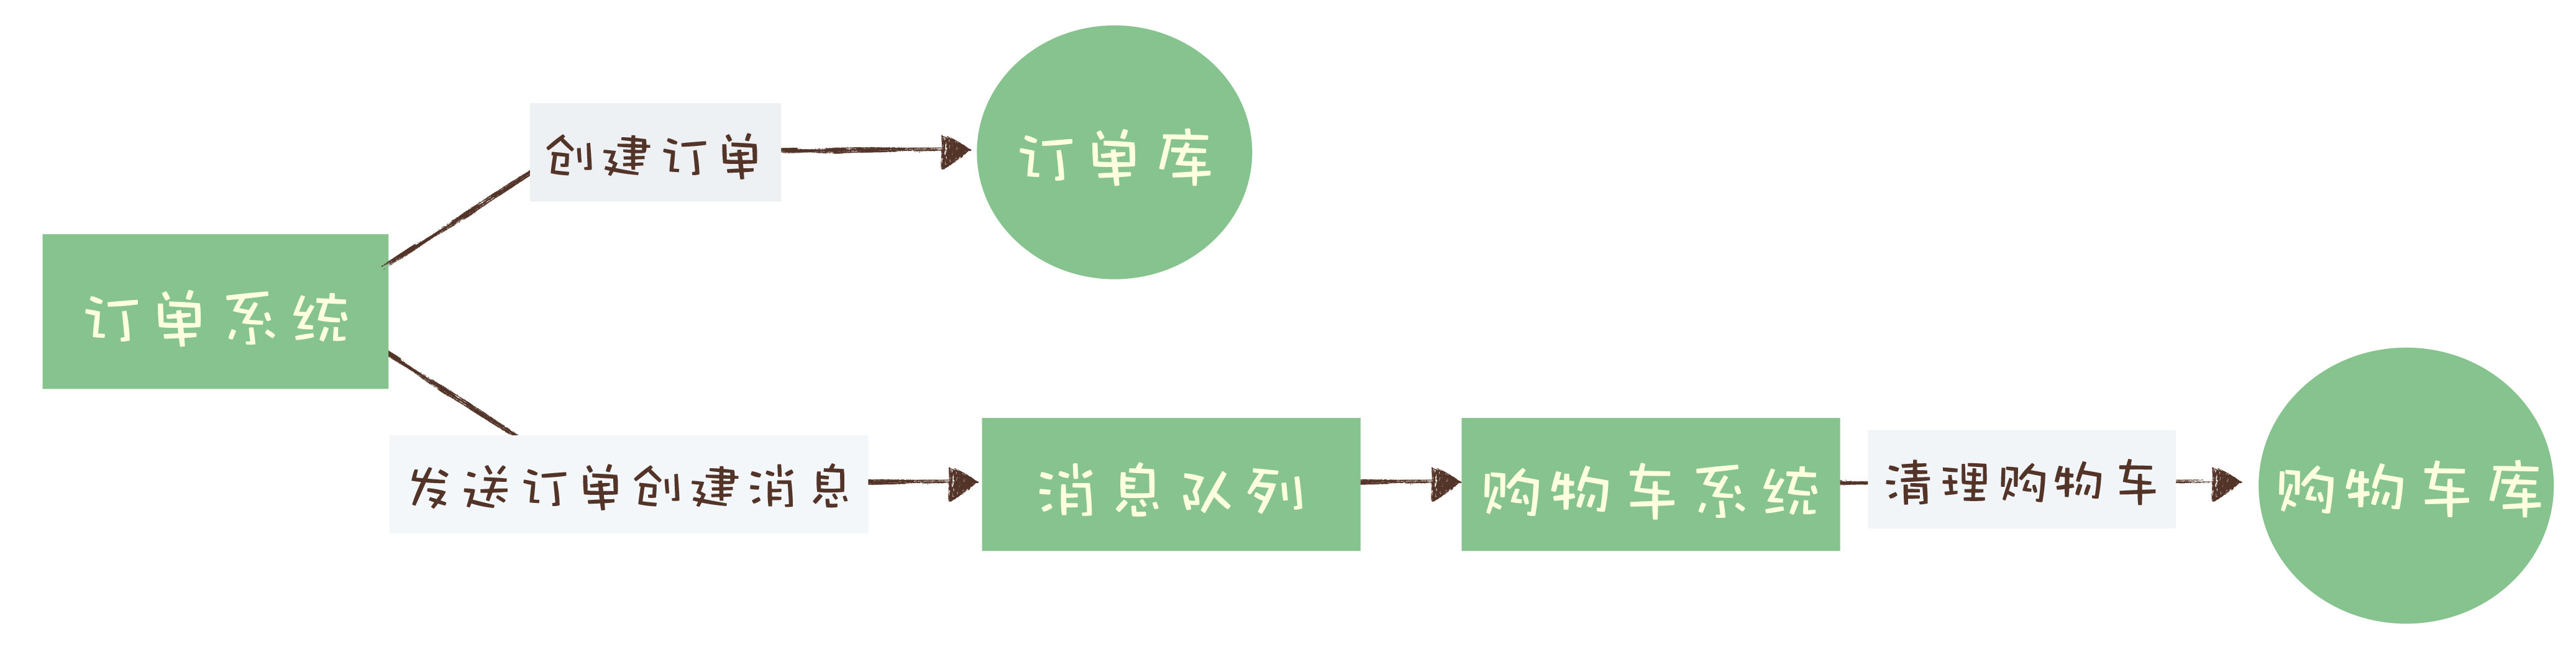 创建订单
订单库
订单系统
发送订单创建消息
消息队列
购物车系统
清理购物车
购物车库